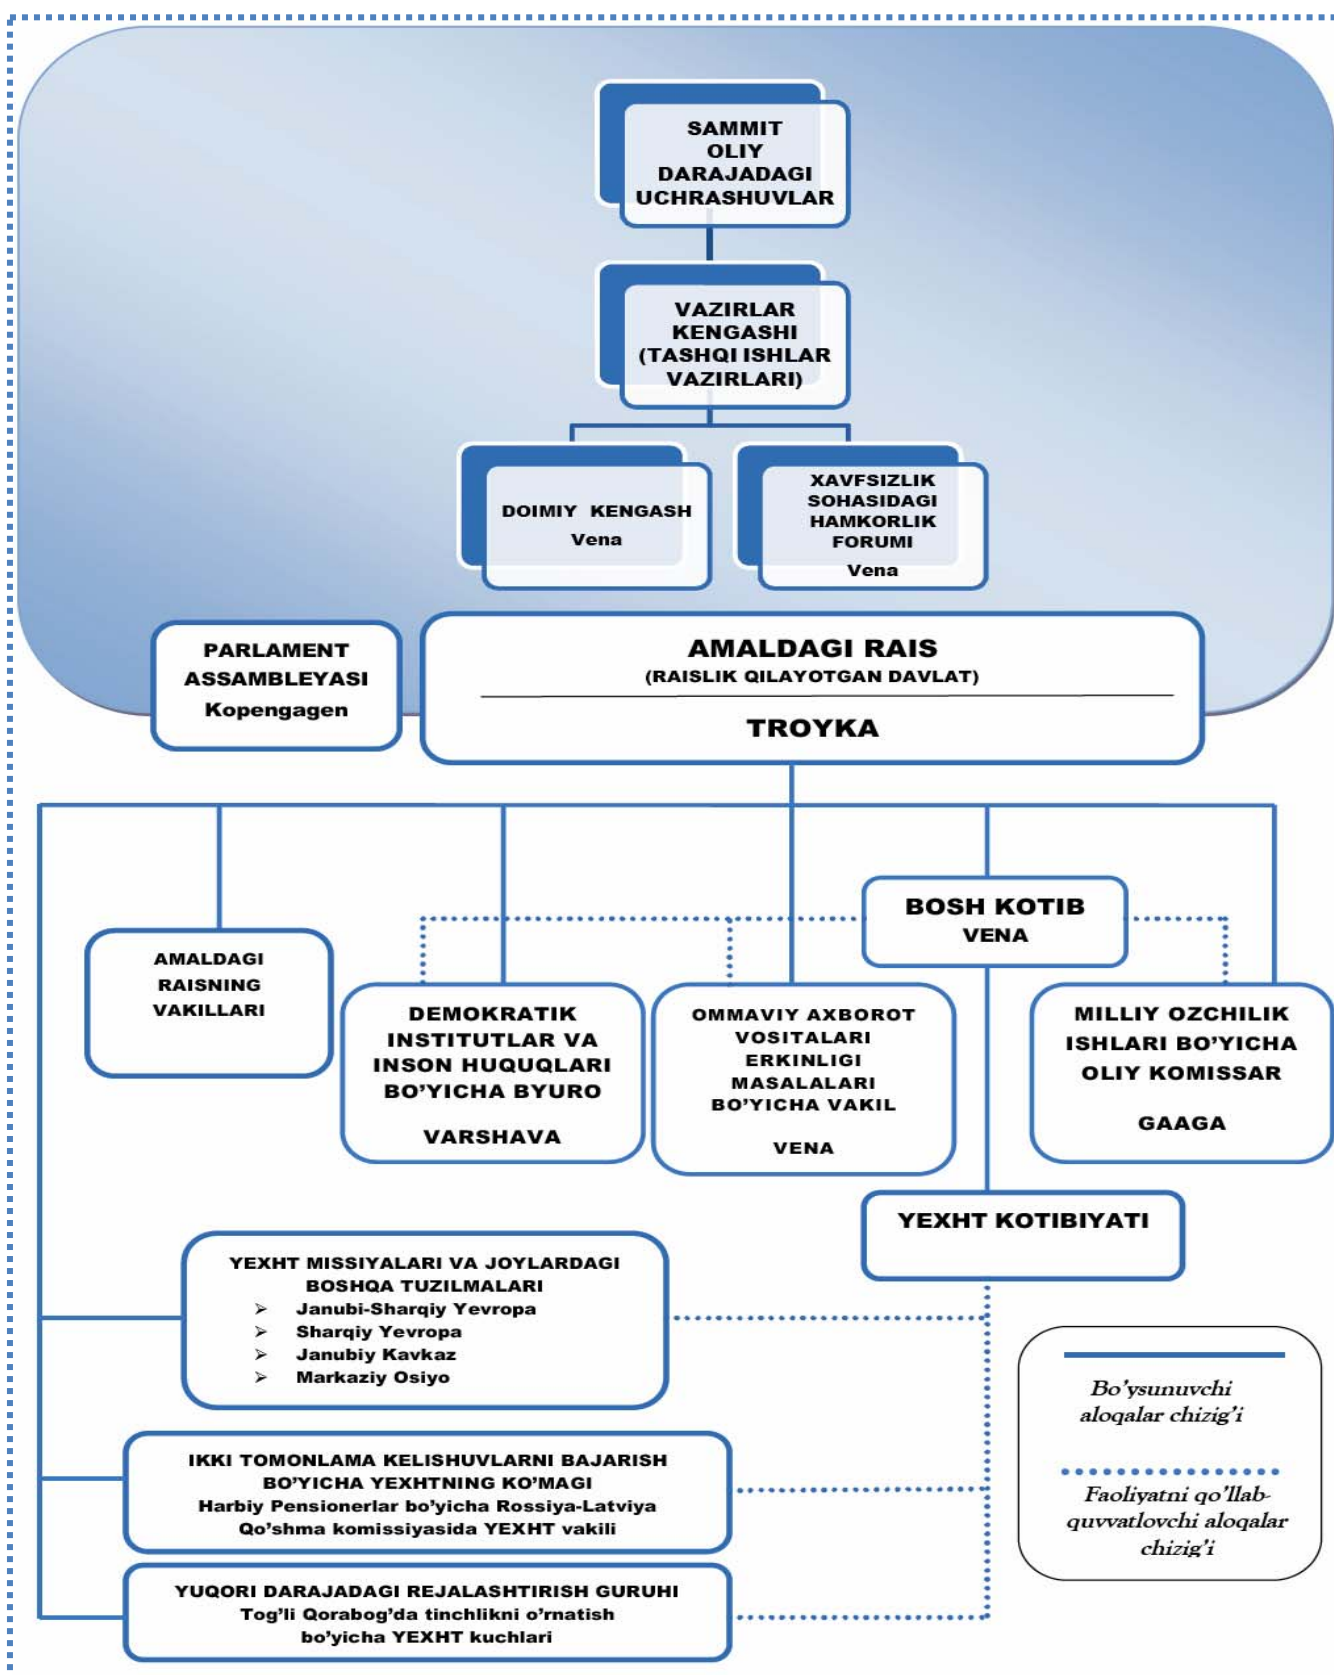 SAMMIT
OLIY
DARAJADAGI
UCHRASHUVLAR
VAZIRLAR
KENGASHI
(TASHQI ISHLAR
VAZIRLARI)
DOIMIY KENGASH
Vena
XAVFSIZLIK
SOHASIDAGI
HAMKORLIK
FORUMI
Vena
PARLAMENT
ASSAMBLEYASI
Kopengagen
AMALDAGI RAIS
(RAISLIK QILAYOTGAN DAVLAT)
TROYKA
BOSH KOTIB
VENA
AMALDAGI
RAISNING
VAKILLARI
DEMOKRATIK
INSTITUTLAR VA
INSON HUQUQLARI
BO’YICHA BYURO
VARSHAVA
OMMAVIY AXBOROT
VOSITALARI
ERKINLIGI
MASALALARI
BO’YICHA VAKIL
VENA
MILLIY OZCHILIK
ISHLARI BO’YICHA
OLIY KOMISSAR
GAAGA
YEXHT KOTIBIYATI
YEXHT MISSIYALARI VA JOYLARDAGI
BOSHQA TUZILMALARI
➢ Janubi-Sharqiy Yevropa
➢ Sharqiy Yevropa
➢ Janubiy Kavkaz
➢ Markaziy Osiyo
IKKI TOMONLAMA KELISHUVLARNI BAJARISH
BO’YICHA YEXHTNING KO’MAGI
Harbiy Pensionerlar bo’yicha Rossiya-Latviya
Qo’shma komissiyasida YEXHT vakili
YUQORI DARAJADAGI REJALASHTIRISH GURUHI
Tog’li Qorabog’da tinchlikni o’rnatish
bo’yicha YEXHT kuchlari
Bo’ysunuvchi
aloqalar chizig’i
Faoliyatni qo’llab-
quvvatlovchi aloqalar
chizig’i